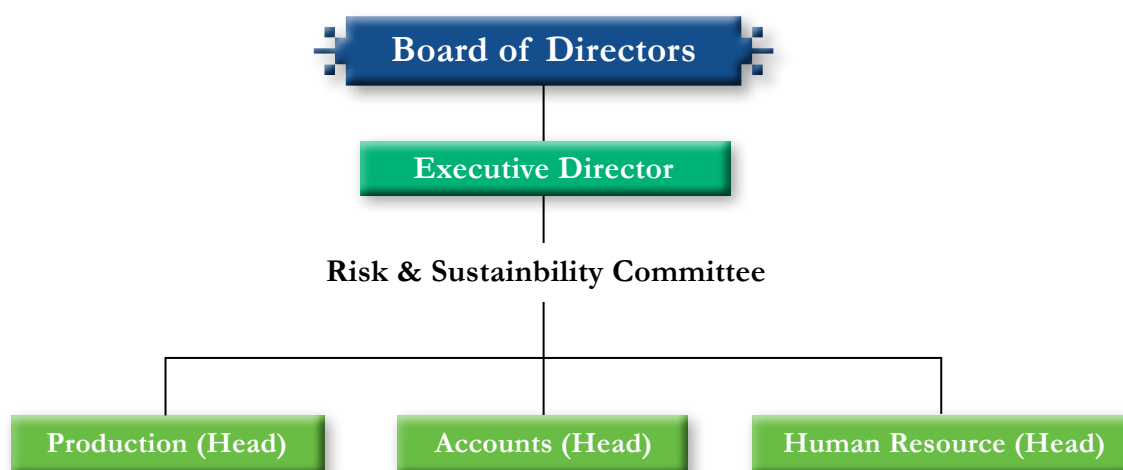 Board of Directors
Executive Director
Risk & Sustainbility Committee
Production (Head)
Accounts (Head)
Human Resource (Head)